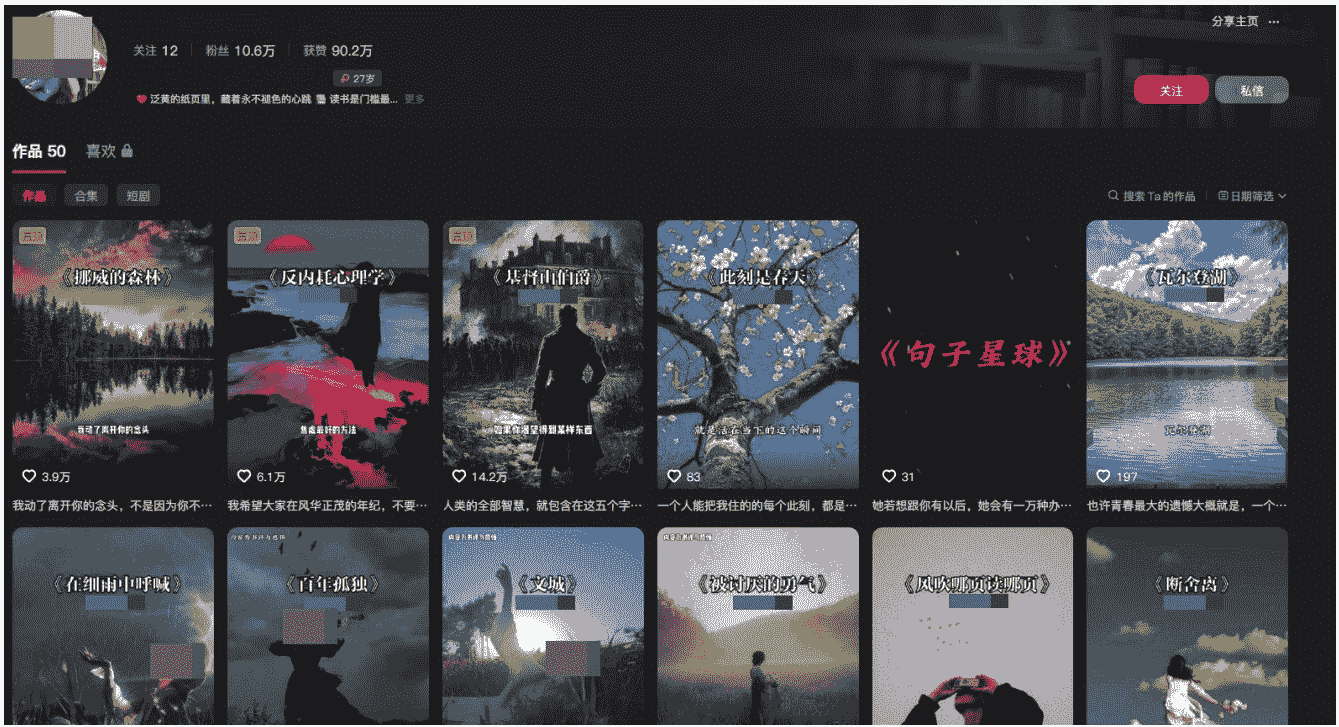 分享主页 ...
关注 12 粉丝 10.6万 获赞 90.2万
27岁
泛黄的纸页里，藏着永不褪色的心跳 读书是门槛最... 更多
关注 私信
作品 50 喜欢
作品 合集 短剧
搜索 Ta 的作品 日期筛选
置顶 置顶 置顶
《挪威的森林》
我动了离开你的念头
3.9万
我动了离开你的念头，不是因为你不…
《反内耗心理学》
焦虑最好的方法
6.1万
我希望大家在风华正茂的年纪，不要…
《基督山伯爵》
如果你渴望得到某样东西
14.2万
人类的全部智慧，就包含在这五个字…
《此刻是春天》
就是活在当下的这个瞬间
83
一个人能把我住的的每个此刻，都是…
《句子星球》
31
她若想跟你有以后，她会有一万种办…
《瓦尔登湖》
瓦尔登湖
197
也许青春最大的遗憾大概就是，一个…
《在细雨中呼喊》
《百年孤独》
《文城》
《被讨厌的勇气》
《风吹哪页读哪页》
《断舍离》